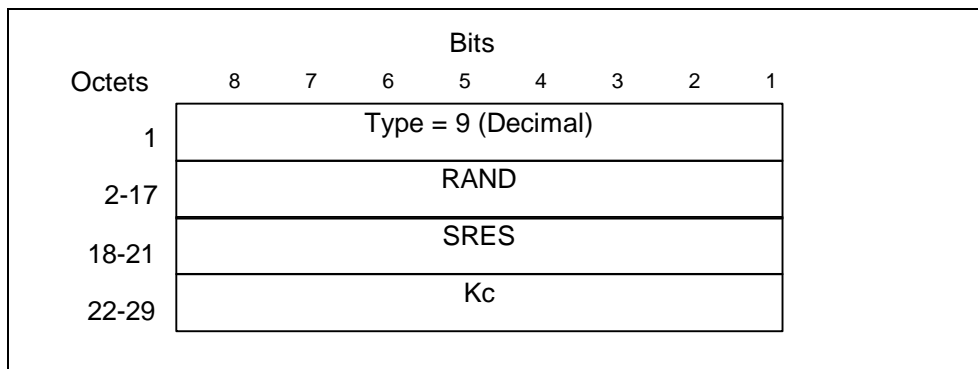 Bits
Octets 8 7 6 5 4 3 2 1
1 Type = 9 (Decimal)
2-17 RAND
18-21 SRES
22-29 Kc